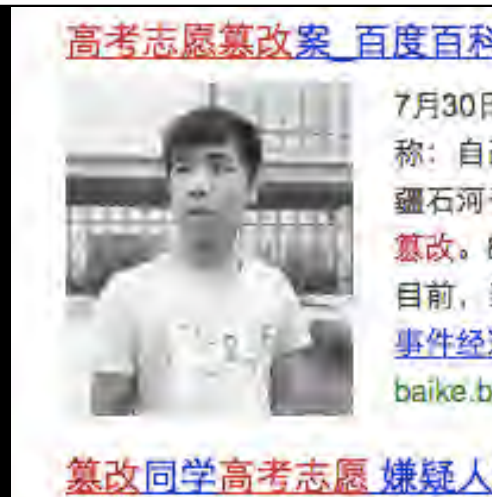 高考志愿篡改案_百度百科
7月30日
称：自
疆石河
篡改。
目前，
事件经
baike.b
篡改同学高考志愿 嫌疑人